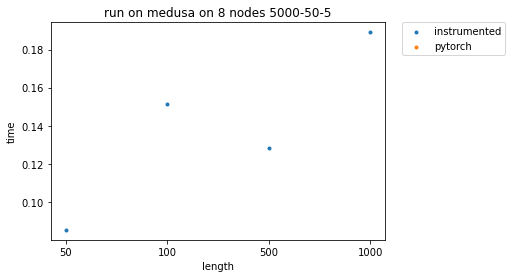 run on medusa on 8 nodes 5000-50-5
instrumented
pytorch
time
0.18
0.16
0.14
0.12
0.10
50 100 500 1000
length